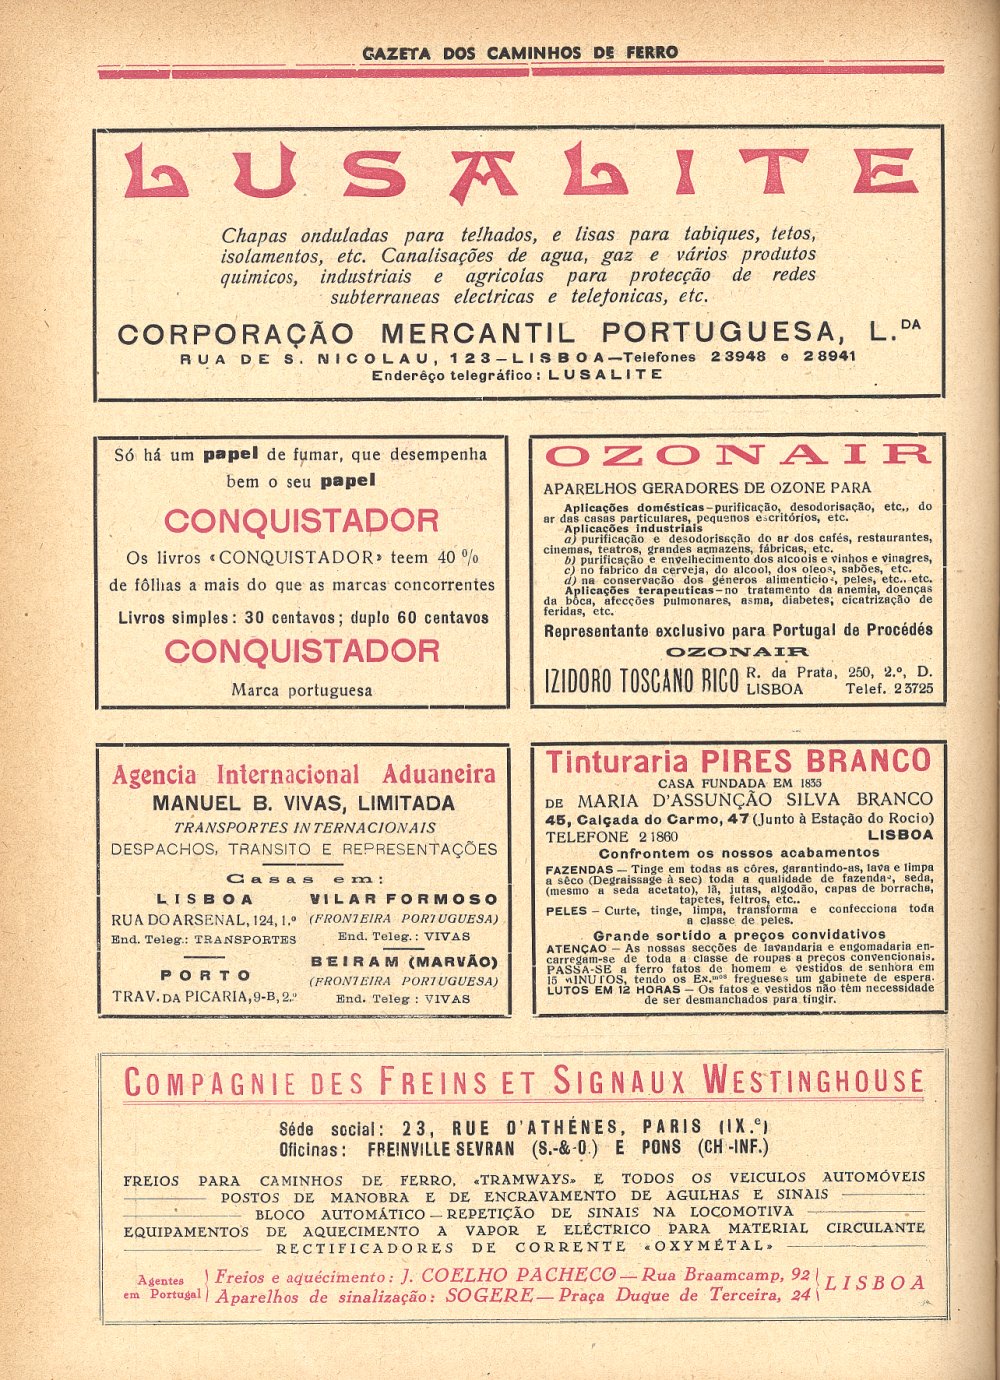 GAZETA DOS CAMINHOS DE FERRO
LUSALITE
Chapas onduladas para telhados, e lisas para tabiques, tetos,
isolamentos, etc. Canalisações de agua, gaz e vários produtos
quimicos, industriais e agricolas para protecção de redes
subterraneas electricas e telefonicas, etc.
CORPORAÇÃO MERCANTIL PORTUGUESA, L.DA
RUA DE S. NICOLAU, 123—LISBOA—Telefones 23948 e 28941
Enderêço telegráfico: LUSALITE
Só há um papel de fumar, que desempenha
bem o seu papel
CONQUISTADOR
Os livros «CONQUISTADOR» teem 40 %
de fôlhas a mais do que as marcas concorrentes
Livros simples: 30 centavos; duplo 60 centavos
CONQUISTADOR
Marca portuguesa
OZONAIR
APARELHOS GERADORES DE OZONE PARA
Aplicações domésticas—purificação, desodorisação, etc., do
ar das casas particulares, pequenos escritórios, etc.
Aplicações industriais
a) purificação e desodorisação do ar dos cafés, restaurantes,
cinemas, teatros, grandes armazens, fábricas, etc.
b) purificação e envelhecimento dos alcoois e vinhos e vinagres,
c) no fabrico da cerveja, do alcool, dos oleos, sabões, etc.
d) na conservação dos géneros alimenticios, peles, etc., etc.
Aplicações terapeuticas—no tratamento da anemia, doenças
da bôca, afecções pulmonares, asma, diabetes; cicatrização de
feridas, etc.
Representante exclusivo para Portugal de Procédés
OZONAIR
IZIDORO TOSCANO RICO R. da Prata, 250, 2.º, D.
LISBOA Telef. 23725
Agencia Internacional Aduaneira
MANUEL B. VIVAS, LIMITADA
TRANSPORTES INTERNACIONAIS
DESPACHOS, TRANSITO E REPRESENTAÇÕES
Casas em:
LISBOA
RUA DO ARSENAL, 124, 1.º
End. Teleg.: TRANSPORTES
PORTO
TRAV. DA PICARIA, 9-B, 2.º
VILAR FORMOSO
(FRONTEIRA PORTUGUESA)
End. Teleg.: VIVAS
BEIRAM (MARVÃO)
(FRONTEIRA PORTUGUESA)
End. Teleg: VIVAS
Tinturaria PIRES BRANCO
CASA FUNDADA EM 1835
DE MARIA D'ASSUNÇÃO SILVA BRANCO
45, Calçada do Carmo, 47 (Junto à Estação do Rocio)
TELEFONE 21860 LISBOA
Confrontem os nossos acabamentos
FAZENDAS — Tinge em todas as côres, garantindo-as, lava e limpa
a sêco (Degraissage à sec) toda a qualidade de fazendas, seda,
(mesmo a seda acetato), lã, jutas, algodão, capas de borracha,
tapetes, feltros, etc..
PELES — Curte, tinge, limpa, transforma e confecciona toda
a classe de peles.
Grande sortido a preços convidativos
ATENÇAO — As nossas secções de lavandaria e engomadaria en-
carregam-se de toda a classe de roupas a preços convencionais.
PASSA-SE a ferro fatos de homem e vestidos de senhora em
15 MINUTOS, tendo os Ex.mos fregueses um gabinete de espera.
LUTOS EM 12 HORAS — Os fatos e vestidos não têm necessidade
de ser desmanchados para tingir.
COMPAGNIE DES FREINS ET SIGNAUX WESTINGHOUSE
Séde social: 23, RUE D'ATHÉNES, PARIS (IX.e)
Oficinas: FREINVILLE SEVRAN (S.-&-O.) E PONS (CH-INF.)
FREIOS PARA CAMINHOS DE FERRO, «TRAMWAYS» E TODOS OS VEICULOS AUTOMÓVEIS
POSTOS DE MANOBRA E DE ENCRAVAMENTO DE AGULHAS E SINAIS
BLOCO AUTOMÁTICO—REPETIÇÃO DE SINAIS NA LOCOMOTIVA
EQUIPAMENTOS DE AQUECIMENTO A VAPOR E ELÉCTRICO PARA MATERIAL CIRCULANTE
RECTIFICADORES DE CORRENTE «OXYMÉTAL»
Agentes
em Portugal
Freios e aquécimento: J. COELHO PACHECO—Rua Braamcamp, 92
Aparelhos de sinalização: SOGERE—Praça Duque de Terceira, 24
LISBOA